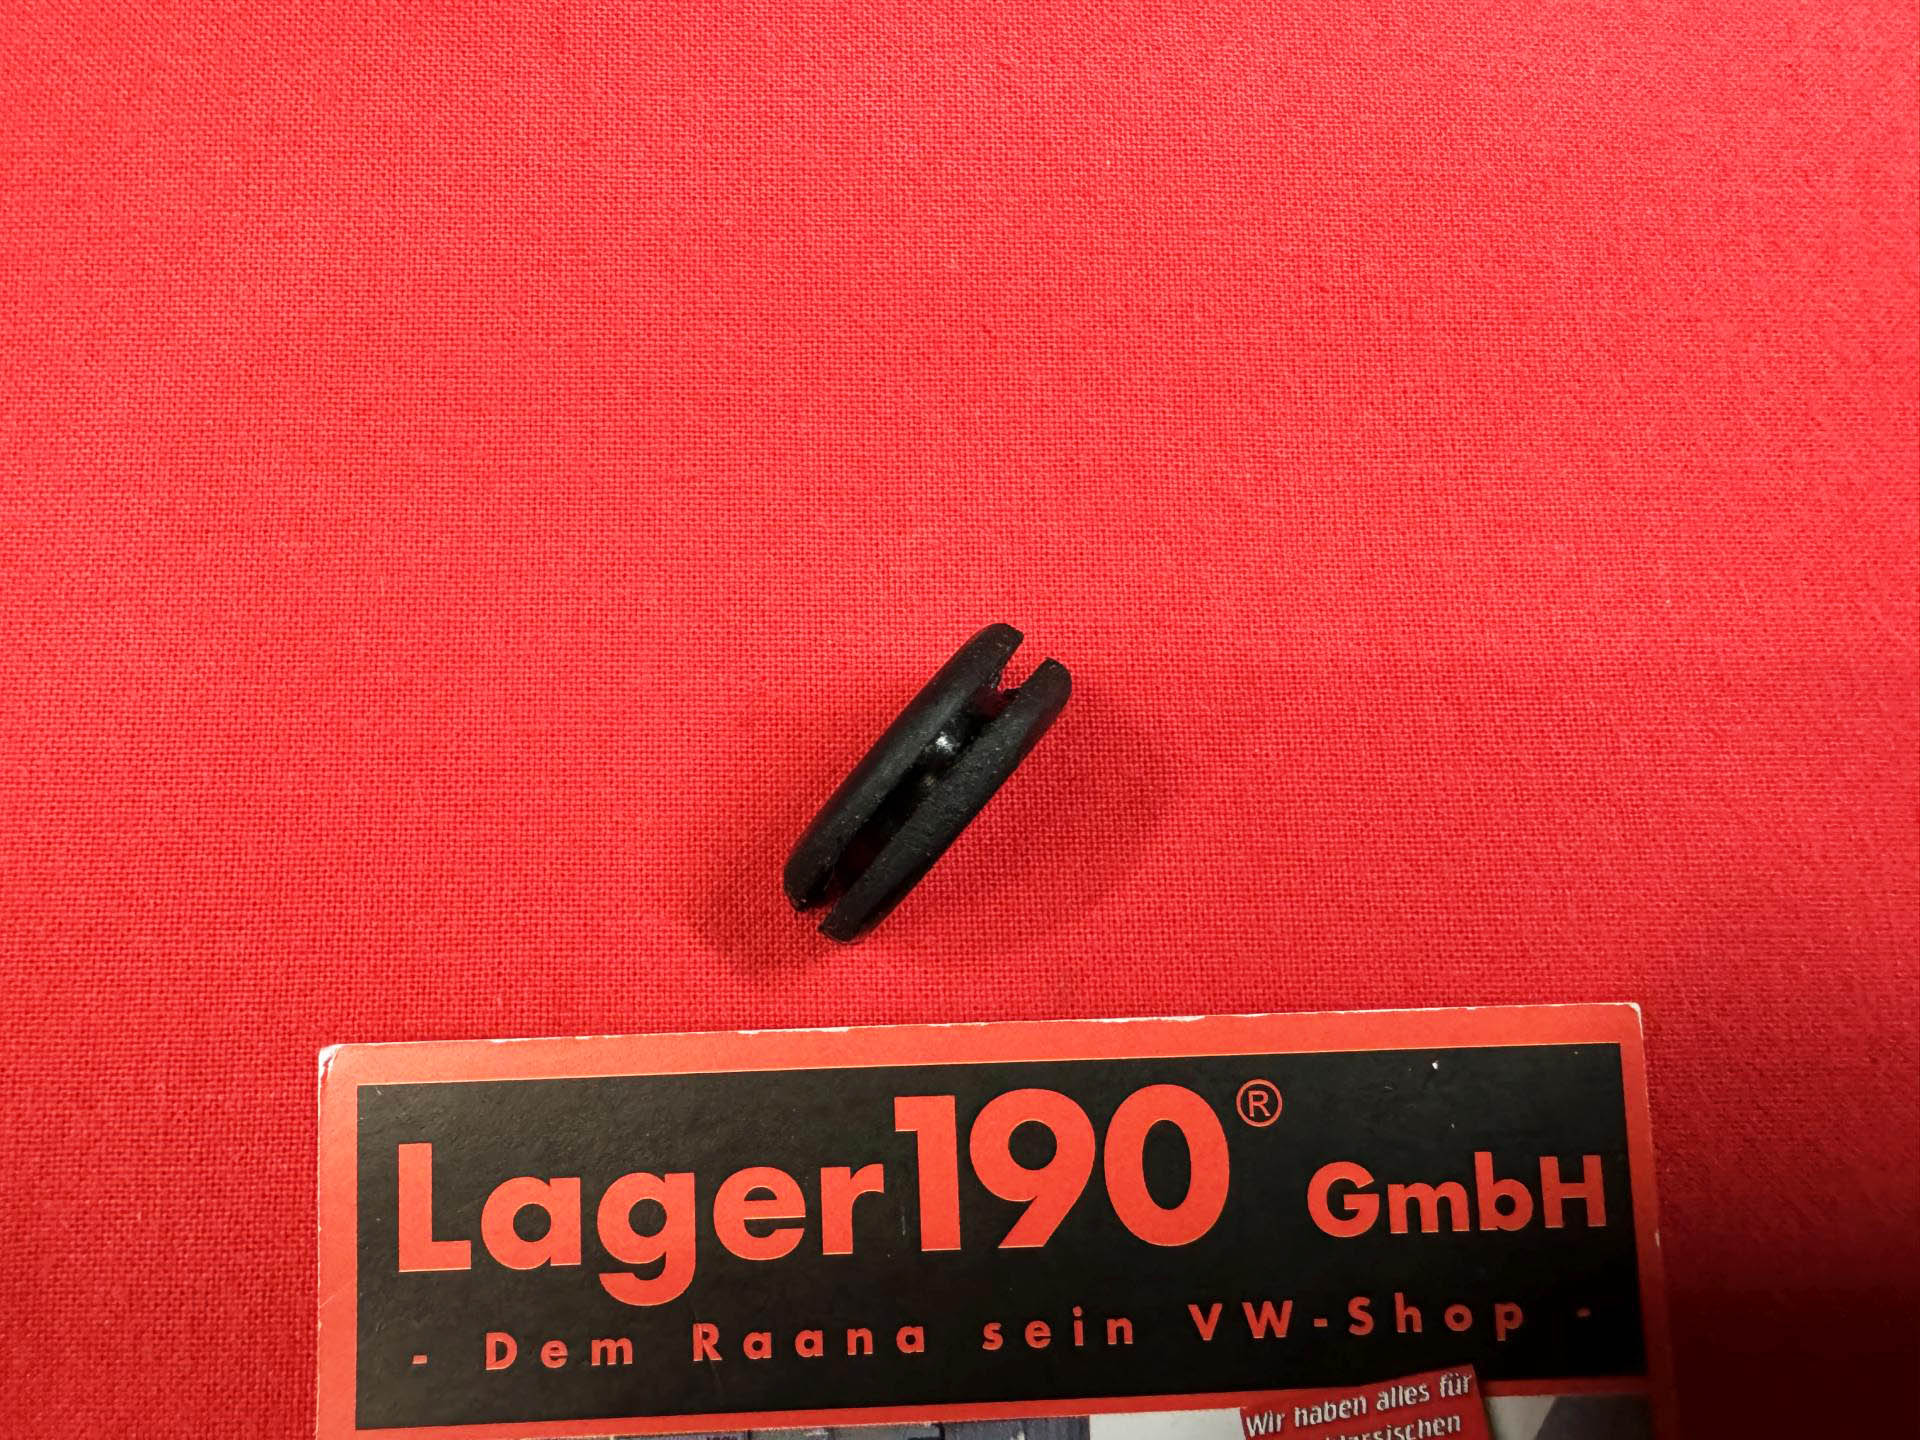 Lager190® GmbH
- Dem Raana sein VW-Shop -
Wir haben alles für